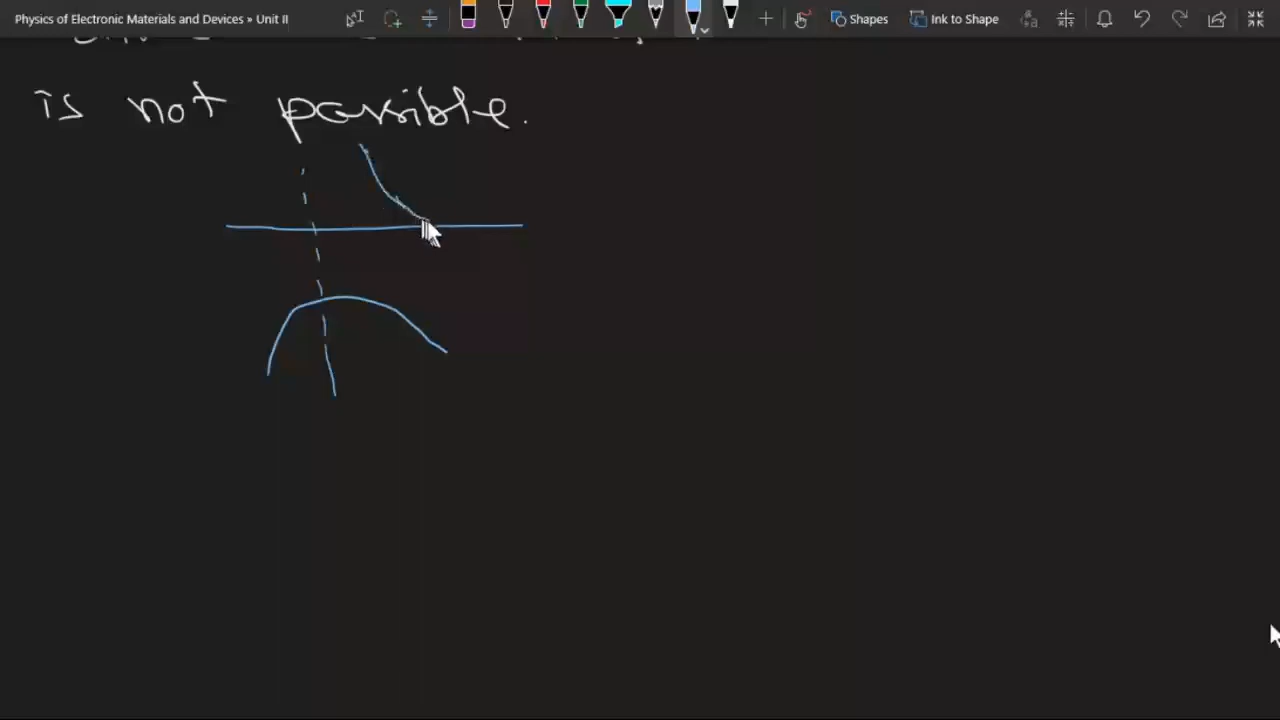 Physics of Electronic Materials and Devices » Unit II
Shapes
Ink to Shape
is not possible.